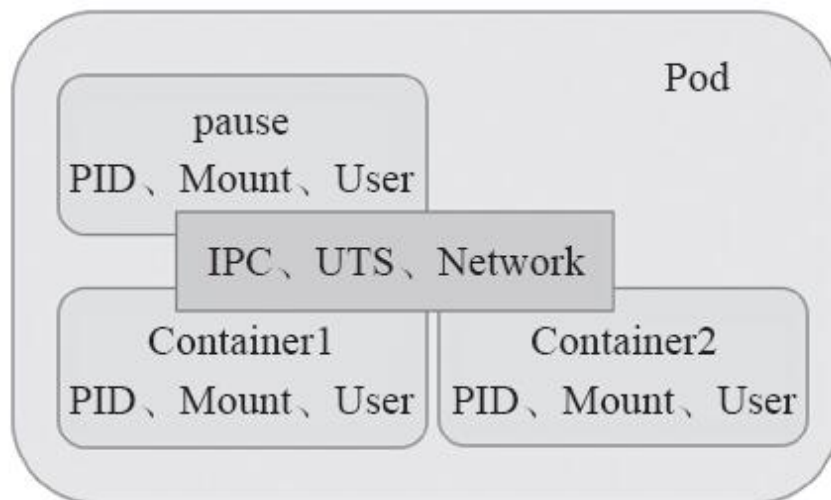 Pod
pause
PID、Mount、User
IPC、UTS、Network
Container1
PID、Mount、User
Container2
PID、Mount、User